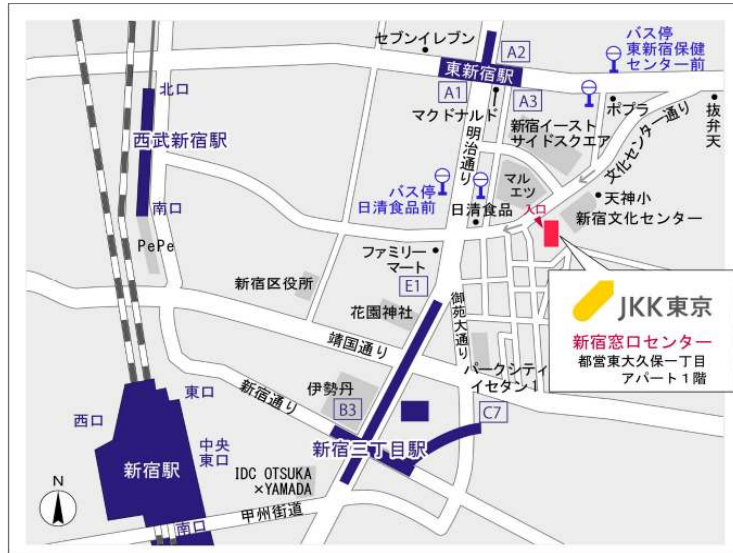 セブンイレブン
A2
バス停
東新宿保健
センター前
東新宿駅
A1
A3
マクドナルド
ポプラ
抜弁天
北口
西武新宿駅
南口
PePe
明治通り
新宿イースト
サイドスクエア
文化センター通り
バス停
日清食品前
マル
エツ
日清食品
入口
天神小
新宿文化センター
ファミリー
マート
新宿区役所
E1
花園神社
御苑大通り
靖国通り
JKK東京
新宿窓口センター
都営東大久保一丁目
アパート1階
パークシティ
イセタン1
新宿通り
伊勢丹
B3
C7
新宿三丁目駅
東口
西口
中央
東口
新宿駅
IDC OTSUKA
×YAMADA
N
南口
甲州街道